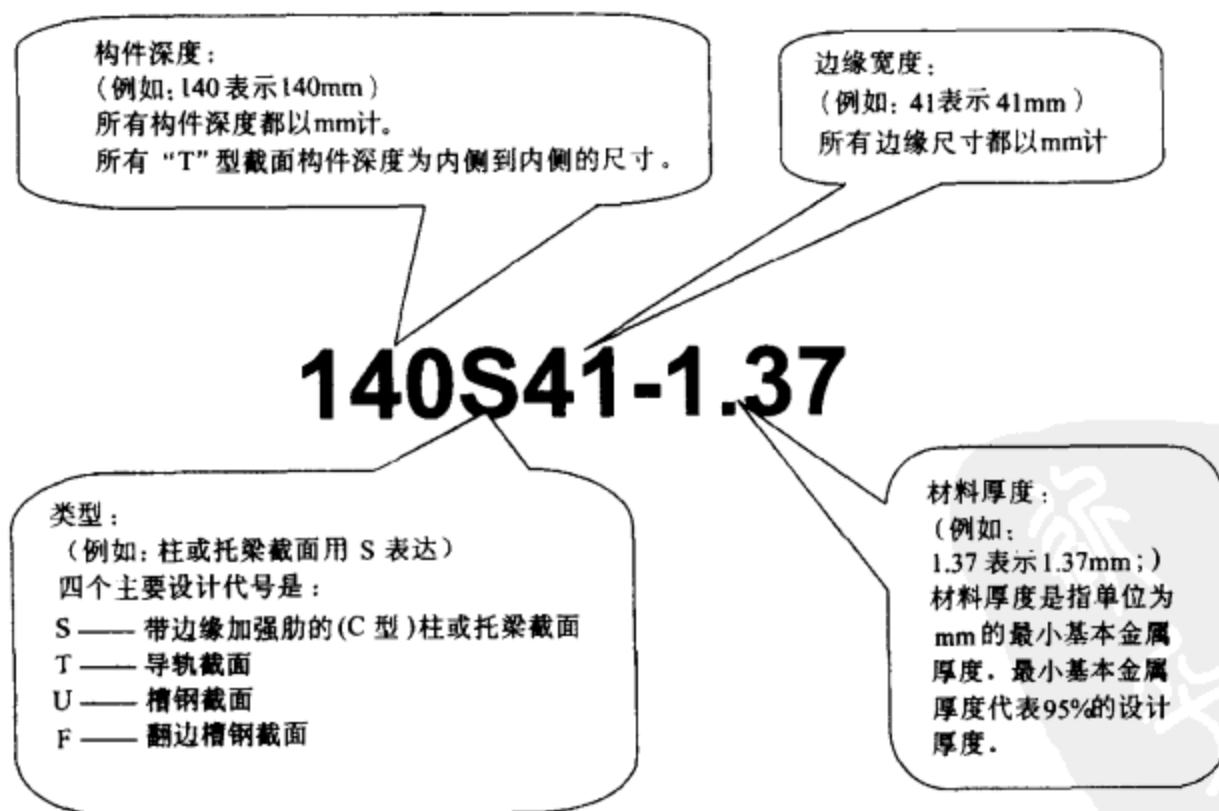 构件深度：
（例如：140 表示140mm）
所有构件深度都以mm计。
所有“T”型截面构件深度为内侧到内侧的尺寸。
边缘宽度：
（例如：41表示 41mm）
所有边缘尺寸都以mm计
140S41-1.37
类型：
（例如：柱或托梁截面用 S 表达）
四个主要设计代号是：
S —— 带边缘加强肋的(C 型)柱或托梁截面
T —— 导轨截面
U —— 槽钢截面
F —— 翻边槽钢截面
材料厚度：
（例如：
1.37 表示1.37mm；）
材料厚度是指单位为
mm的最小基本金属
厚度．最小基本金属
厚度代表95%的设计
厚度．